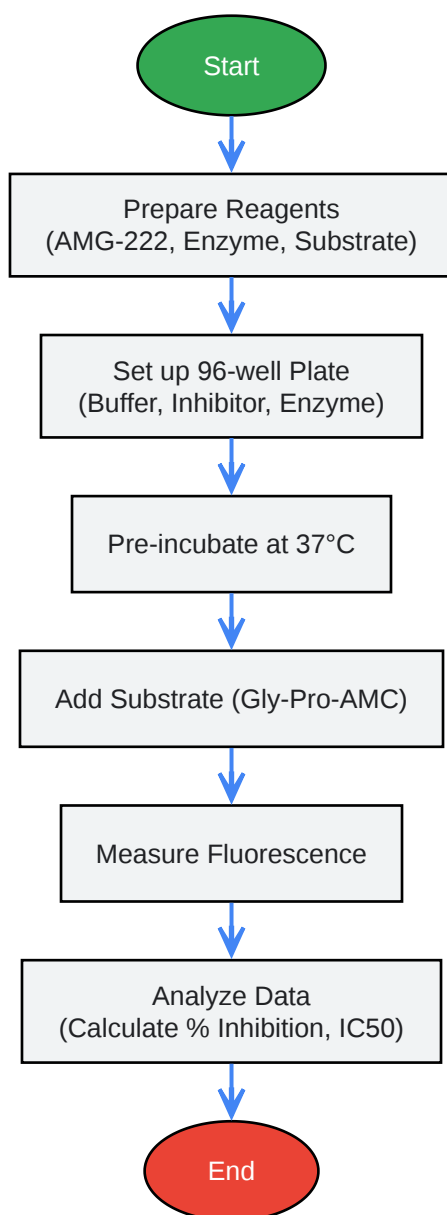 Start
Prepare Reagents
(AMG-222, Enzyme, Substrate)
Set up 96-well Plate
(Buffer, Inhibitor, Enzyme)
Pre-incubate at 37°C
Add Substrate (Gly-Pro-AMC)
Measure Fluorescence
Analyze Data
(Calculate % Inhibition, IC50)
End